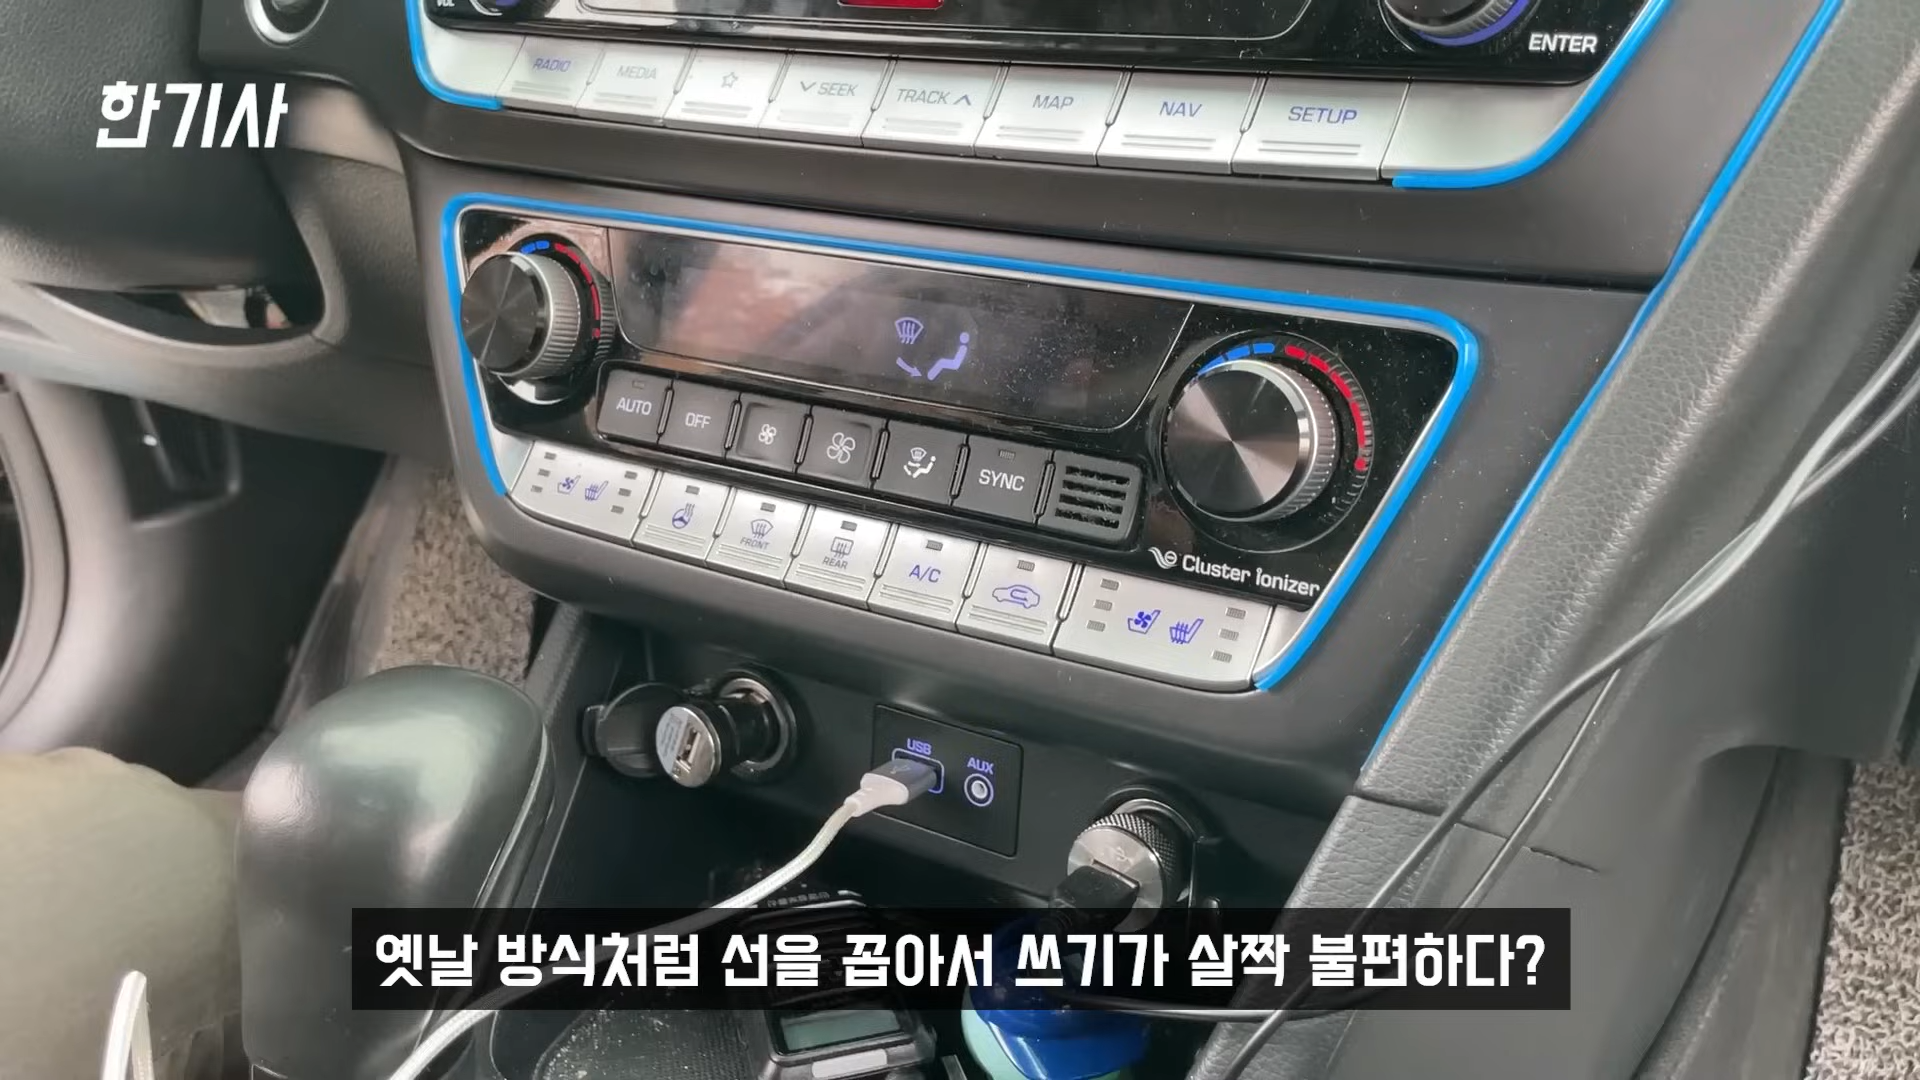 VOL
ENTER
RADIO
MEDIA
SEEK
TRACK
MAP
NAV
SETUP
한기사
AUTO
OFF
SYNC
FRONT
REAR
A/C
Cluster ionizer
USB
AUX
옛날 방식처럼 선을 꼽아서 쓰기가 살짝 불편하다?